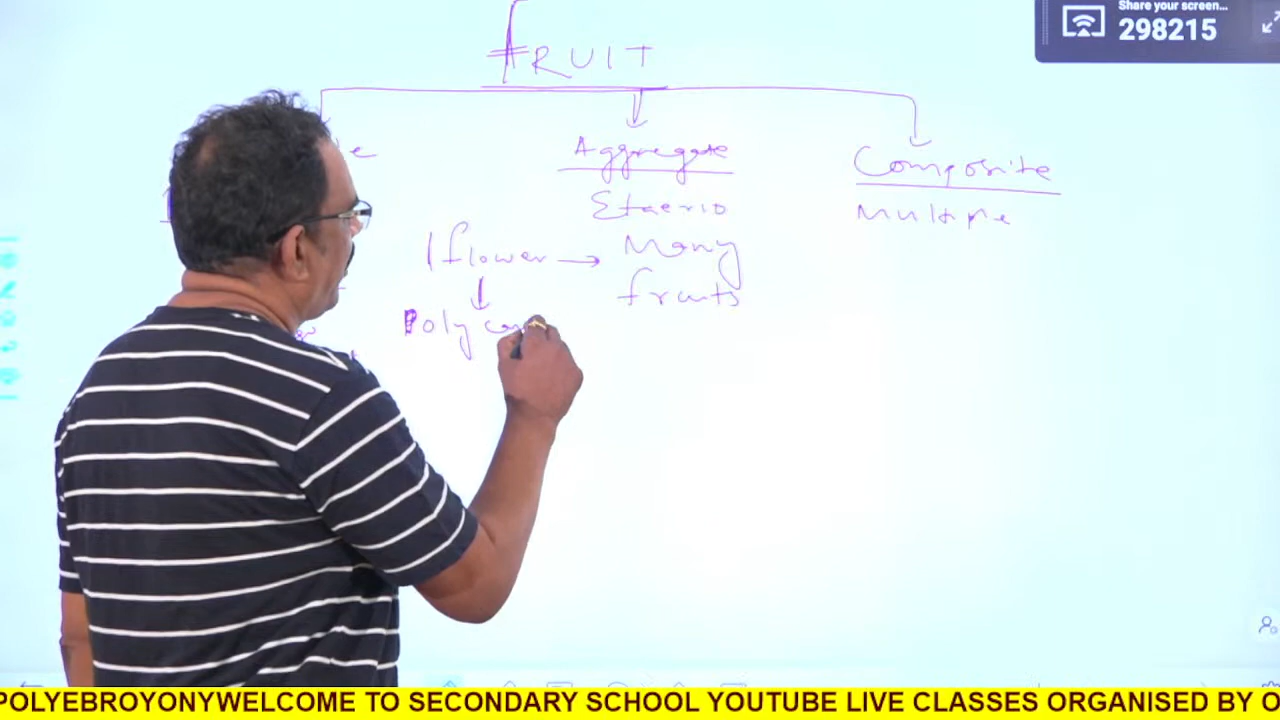 Share your screen...
298215
FRUIT
Aggregate
Composite
Etaerio
Multiple
1 flower → Many
fruits
Poly
POLYEBROYONYWELCOME TO SECONDARY SCHOOL YOUTUBE LIVE CLASSES ORGANISED BY O